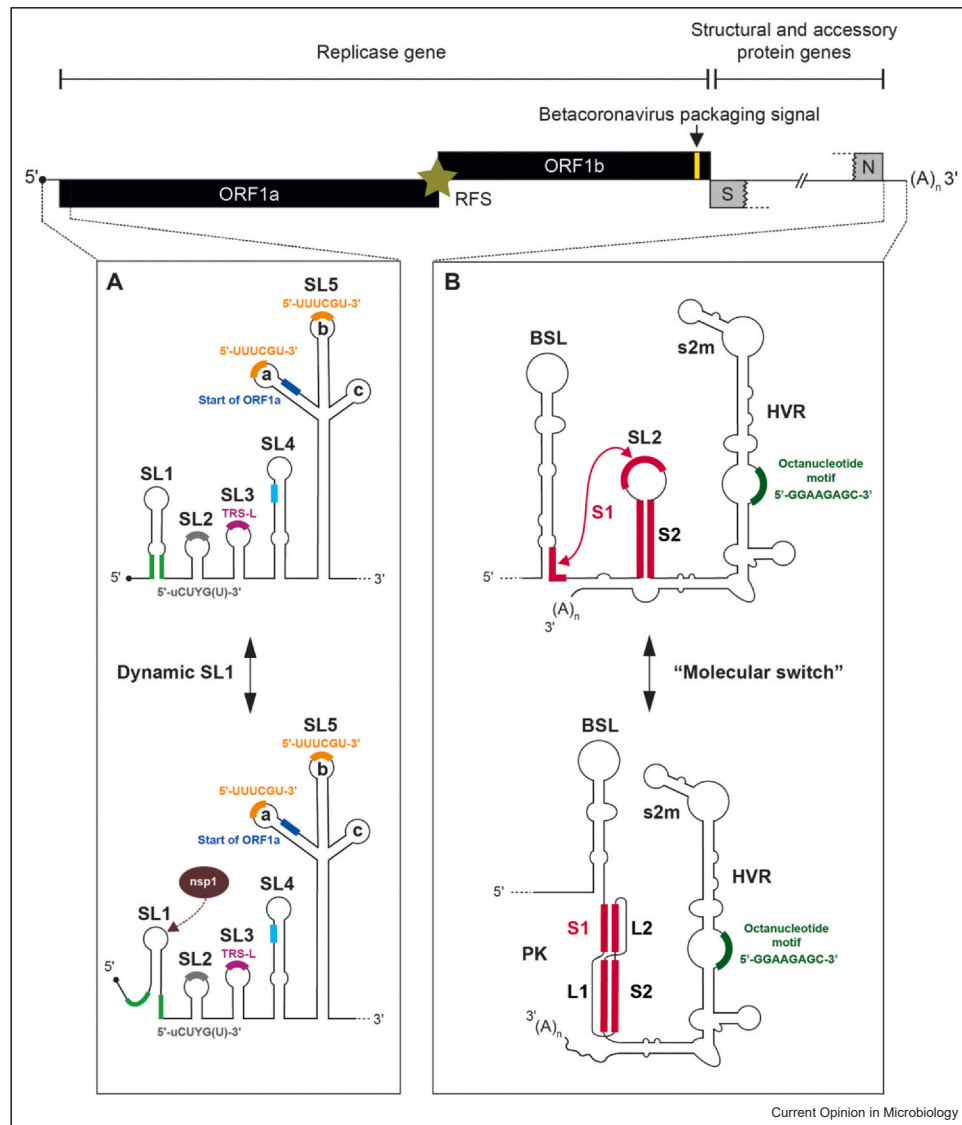 Structural and accessory
protein genes
Replicase gene
Betacoronavirus packaging signal
5'
ORF1a
RFS
ORF1b
S
N
(A)n 3'
A
SL5
5'-UUUCGU-3'
b
5'-UUUCGU-3'
a
c
Start of ORF1a
SL4
SL1
SL2
SL3
TRS-L
5'
3'
5'-uCUYG(U)-3'
Dynamic SL1
SL5
5'-UUUCGU-3'
b
5'-UUUCGU-3'
a
c
Start of ORF1a
nsp1
SL4
SL1
SL2
SL3
TRS-L
5'
3'
5'-uCUYG(U)-3'
B
BSL
s2m
HVR
SL2
Octanucleotide
motif
5'-GGAAGAGC-3'
S1
S2
5'
(A)n
3'
"Molecular switch"
BSL
s2m
HVR
5'
S1
L2
Octanucleotide
motif
5'-GGAAGAGC-3'
PK
L1
S2
3'
(A)n
Current Opinion in Microbiology